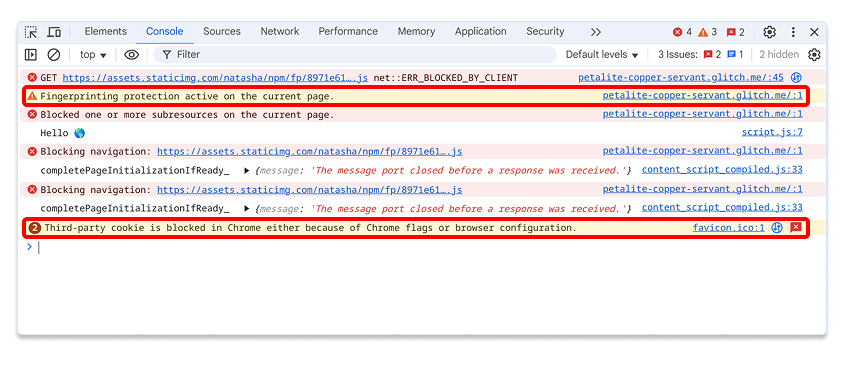 Elements Console Sources Network Performance Memory Application Security 4 3 2
top Filter Default levels 3 Issues: 2 1 2 hidden
GET https://assets.staticimg.com/natasha/npm/fp/8971e61….js net::ERR_BLOCKED_BY_CLIENT petalite-copper-servant.glitch.me/:45
Fingerprinting protection active on the current page. petalite-copper-servant.glitch.me/:1
Blocked one or more subresources on the current page. petalite-copper-servant.glitch.me/:1
Hello 🌎 script.js:7
Blocking navigation: https://assets.staticimg.com/natasha/npm/fp/8971e61….js petalite-copper-servant.glitch.me/:1
completePageInitializationIfReady_ ▶ {message: 'The message port closed before a response was received.'} content_script_compiled.js:33
Blocking navigation: https://assets.staticimg.com/natasha/npm/fp/8971e61….js petalite-copper-servant.glitch.me/:1
completePageInitializationIfReady_ ▶ {message: 'The message port closed before a response was received.'} content_script_compiled.js:33
2 Third-party cookie is blocked in Chrome either because of Chrome flags or browser configuration. favicon.ico:1